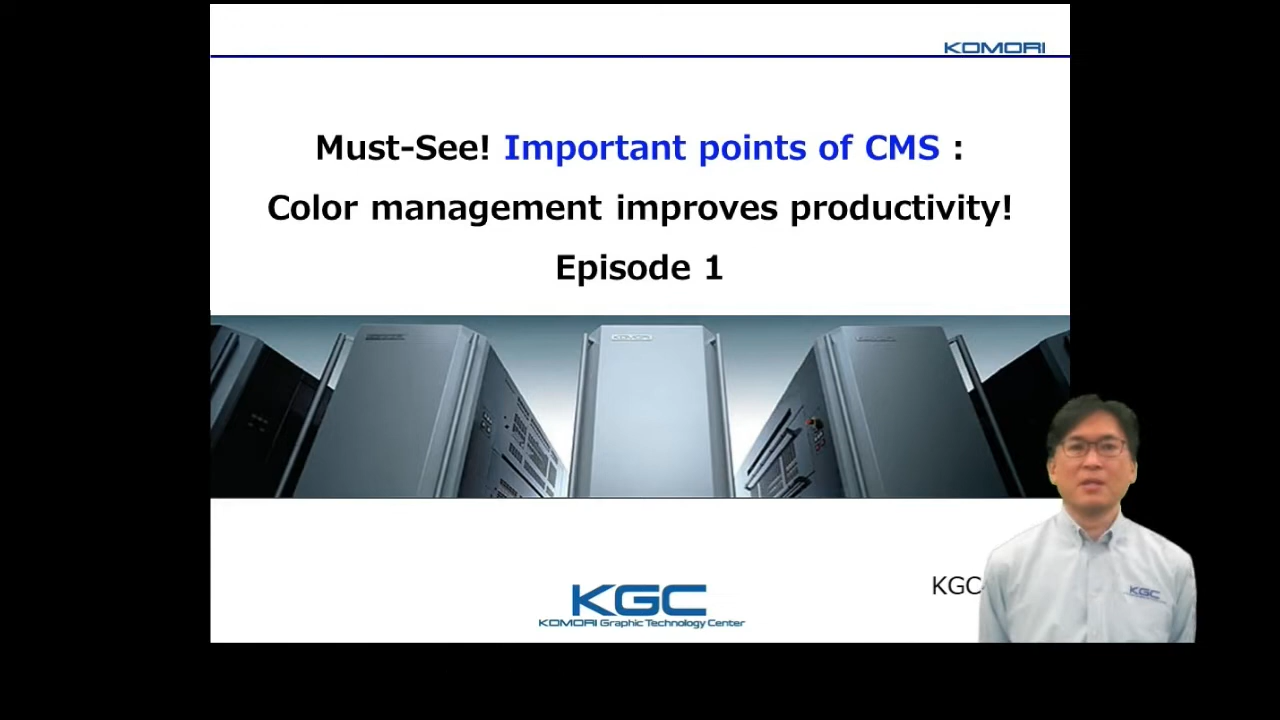 KOMORI
Must-See! Important points of CMS :
Color management improves productivity!
Episode 1
KGC
KOMORI Graphic Technology Center
KGC-
KGC